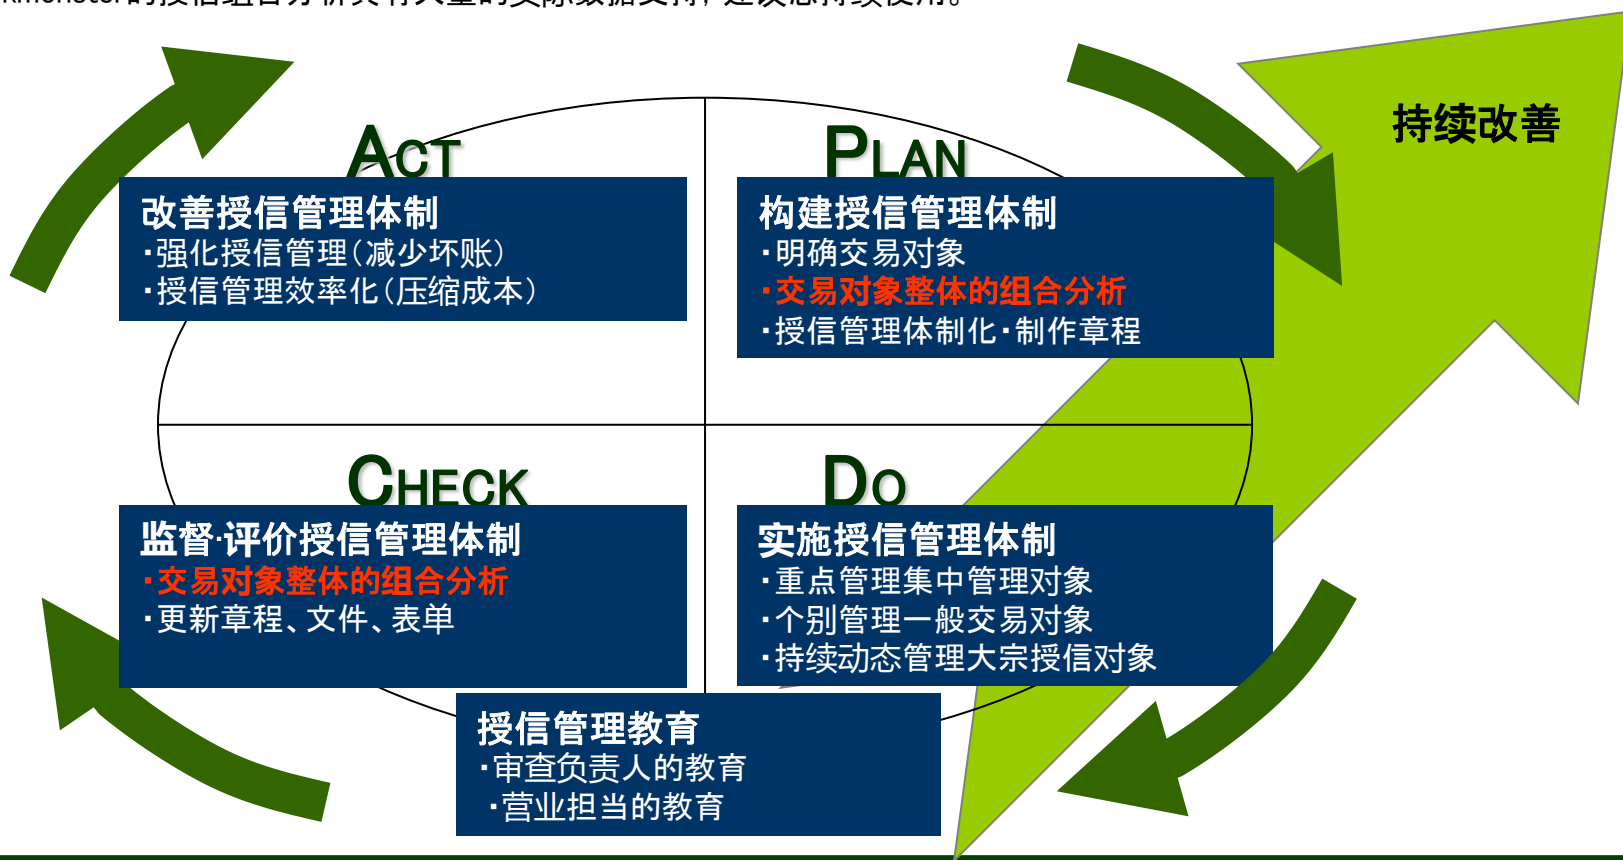 持续改善
ACT
改善授信管理体制
·强化授信管理(减少坏账)
·授信管理效率化(压缩成本)
PLAN
构建授信管理体制
·明确交易对象
·交易对象整体的组合分析
·授信管理体制化·制作章程
CHECK
监督·评价授信管理体制
·交易对象整体的组合分析
·更新章程、文件、表单
DO
实施授信管理体制
·重点管理集中管理对象
·个别管理一般交易对象
·持续动态管理大宗授信对象
授信管理教育
·审查负责人的教育
·营业担当的教育